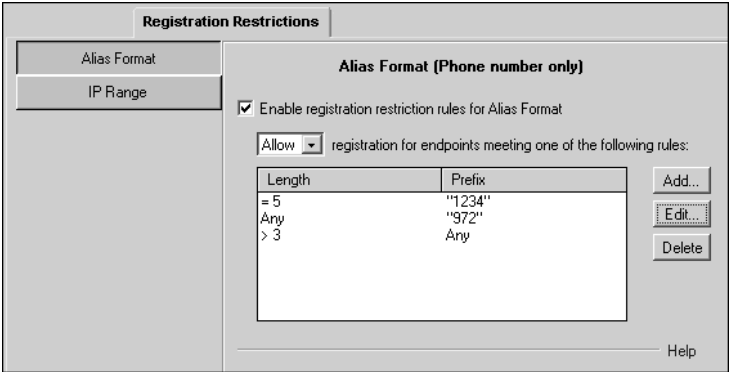 Registration Restrictions
Alias Format
IP Range
Alias Format (Phone number only)
Enable registration restriction rules for Alias Format
Allow registration for endpoints meeting one of the following rules:
Length Prefix
= 5 "1234"
Any "972"
> 3 Any
Add...
Edit...
Delete
Help